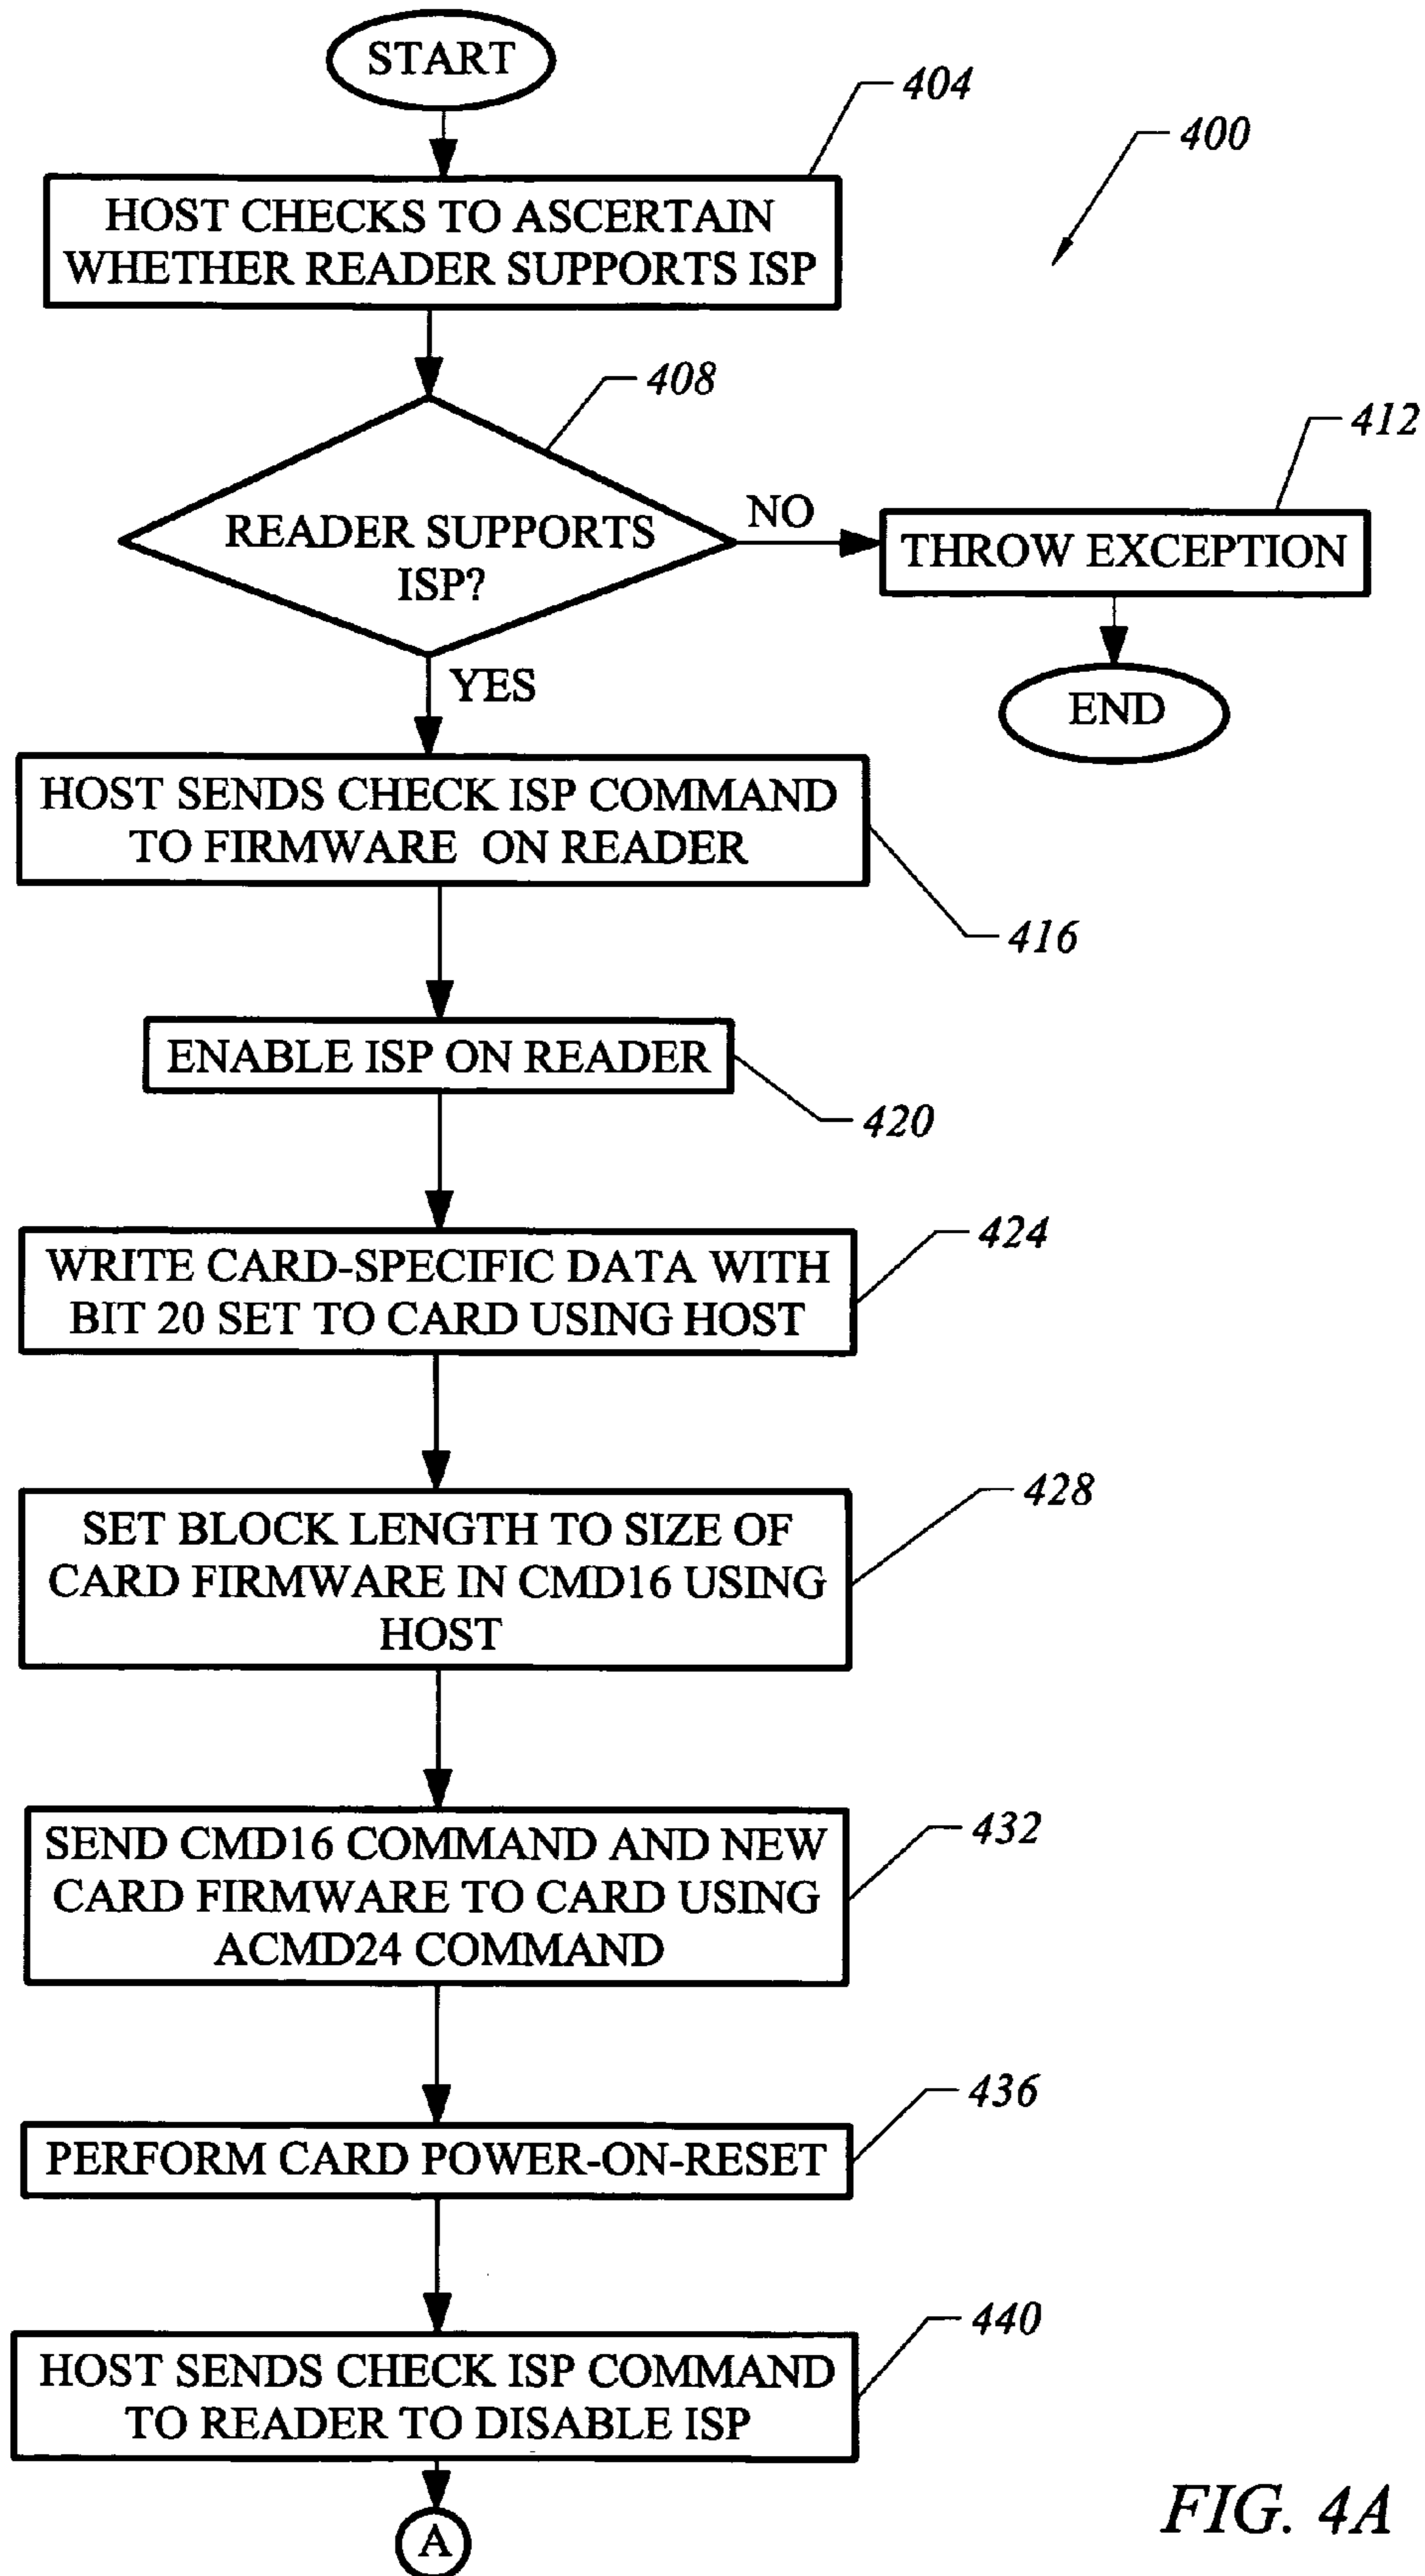 START
404
400
HOST CHECKS TO ASCERTAIN
WHETHER READER SUPPORTS ISP
408
412
READER SUPPORTS
ISP?
NO
THROW EXCEPTION
YES
END
HOST SENDS CHECK ISP COMMAND
TO FIRMWARE ON READER
416
ENABLE ISP ON READER
420
424
WRITE CARD-SPECIFIC DATA WITH
BIT 20 SET TO CARD USING HOST
428
SET BLOCK LENGTH TO SIZE OF
CARD FIRMWARE IN CMD16 USING
HOST
432
SEND CMD16 COMMAND AND NEW
CARD FIRMWARE TO CARD USING
ACMD24 COMMAND
436
PERFORM CARD POWER-ON-RESET
440
HOST SENDS CHECK ISP COMMAND
TO READER TO DISABLE ISP
A
FIG. 4A